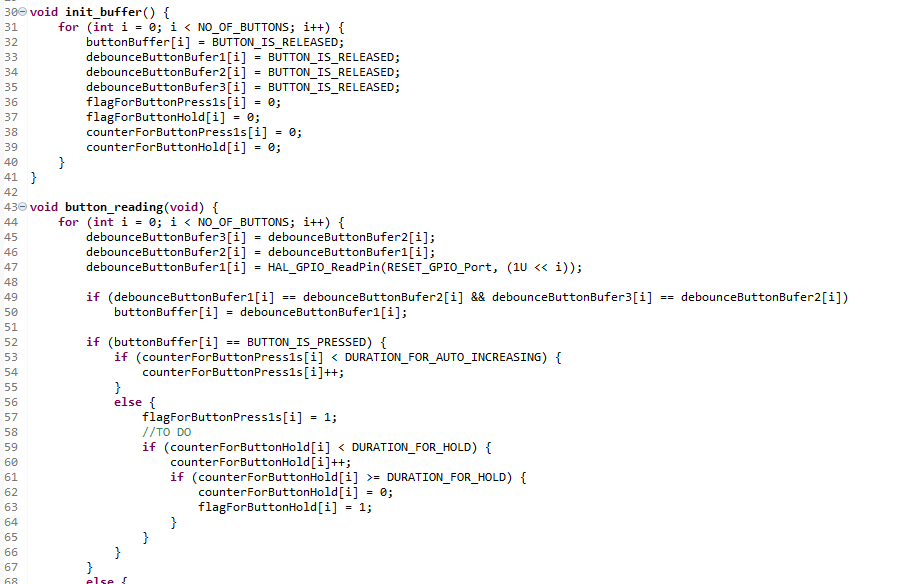 30 void init_buffer() {
31     for (int i = 0; i < NO_OF_BUTTONS; i++) {
32         buttonBuffer[i] = BUTTON_IS_RELEASED;
33         debounceButtonBufer1[i] = BUTTON_IS_RELEASED;
34         debounceButtonBufer2[i] = BUTTON_IS_RELEASED;
35         debounceButtonBufer3[i] = BUTTON_IS_RELEASED;
36         flagForButtonPress1s[i] = 0;
37         flagForButtonHold[i] = 0;
38         counterForButtonPress1s[i] = 0;
39         counterForButtonHold[i] = 0;
40     }
41 }
42
43 void button_reading(void) {
44     for (int i = 0; i < NO_OF_BUTTONS; i++) {
45         debounceButtonBufer3[i] = debounceButtonBufer2[i];
46         debounceButtonBufer2[i] = debounceButtonBufer1[i];
47         debounceButtonBufer1[i] = HAL_GPIO_ReadPin(RESET_GPIO_Port, (1U << i));
48
49         if (debounceButtonBufer1[i] == debounceButtonBufer2[i] && debounceButtonBufer3[i] == debounceButtonBufer2[i])
50             buttonBuffer[i] = debounceButtonBufer1[i];
51
52         if (buttonBuffer[i] == BUTTON_IS_PRESSED) {
53             if (counterForButtonPress1s[i] < DURATION_FOR_AUTO_INCREASING) {
54                 counterForButtonPress1s[i]++;
55             }
56             else {
57                 flagForButtonPress1s[i] = 1;
58                 //TO DO
59                 if (counterForButtonHold[i] < DURATION_FOR_HOLD) {
60                     counterForButtonHold[i]++;
61                     if (counterForButtonHold[i] >= DURATION_FOR_HOLD) {
62                         counterForButtonHold[i] = 0;
63                         flagForButtonHold[i] = 1;
64                     }
65                 }
66             }
67         }
68         else {